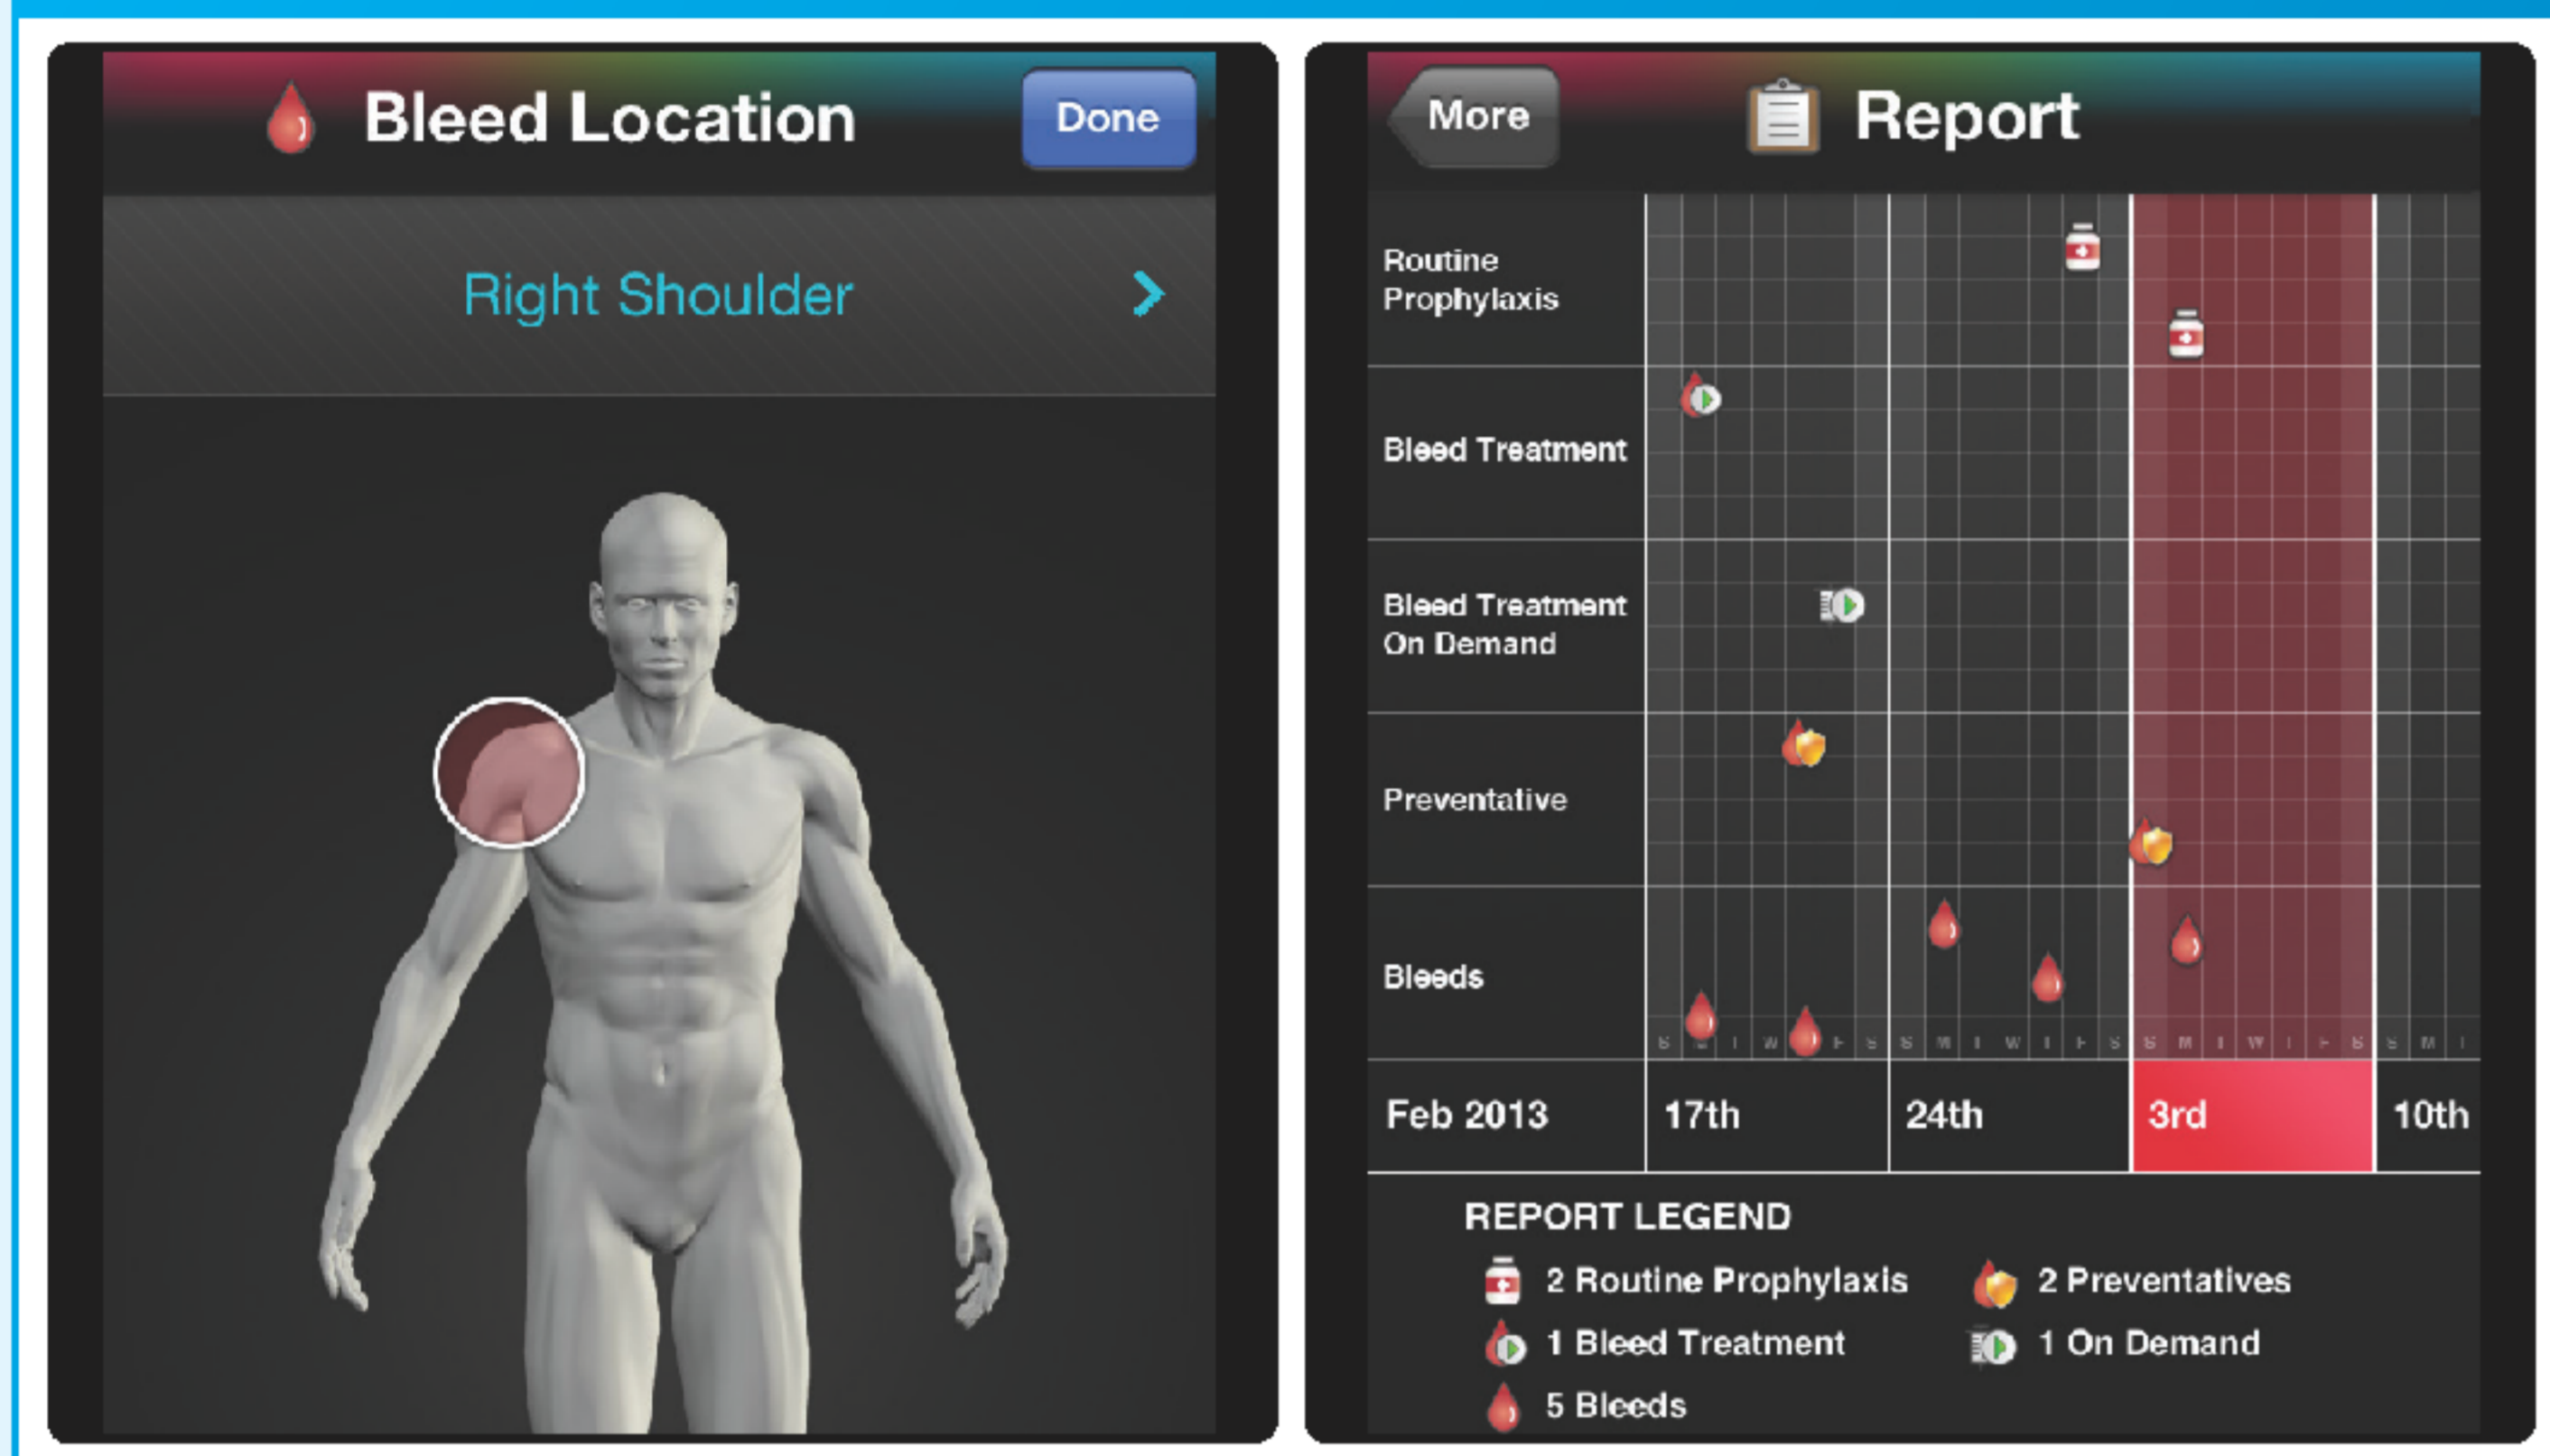 Bleed Location
Done
Right Shoulder
More
Report
Routine
Prophylaxis
Bleed Treatment
Bleed Treatment
On Demand
Preventative
Bleeds
S T W F S S M T W T F S S M T W T F S S M T
Feb 2013 17th 24th 3rd 10th
REPORT LEGEND
2 Routine Prophylaxis 2 Preventatives
1 Bleed Treatment 1 On Demand
5 Bleeds